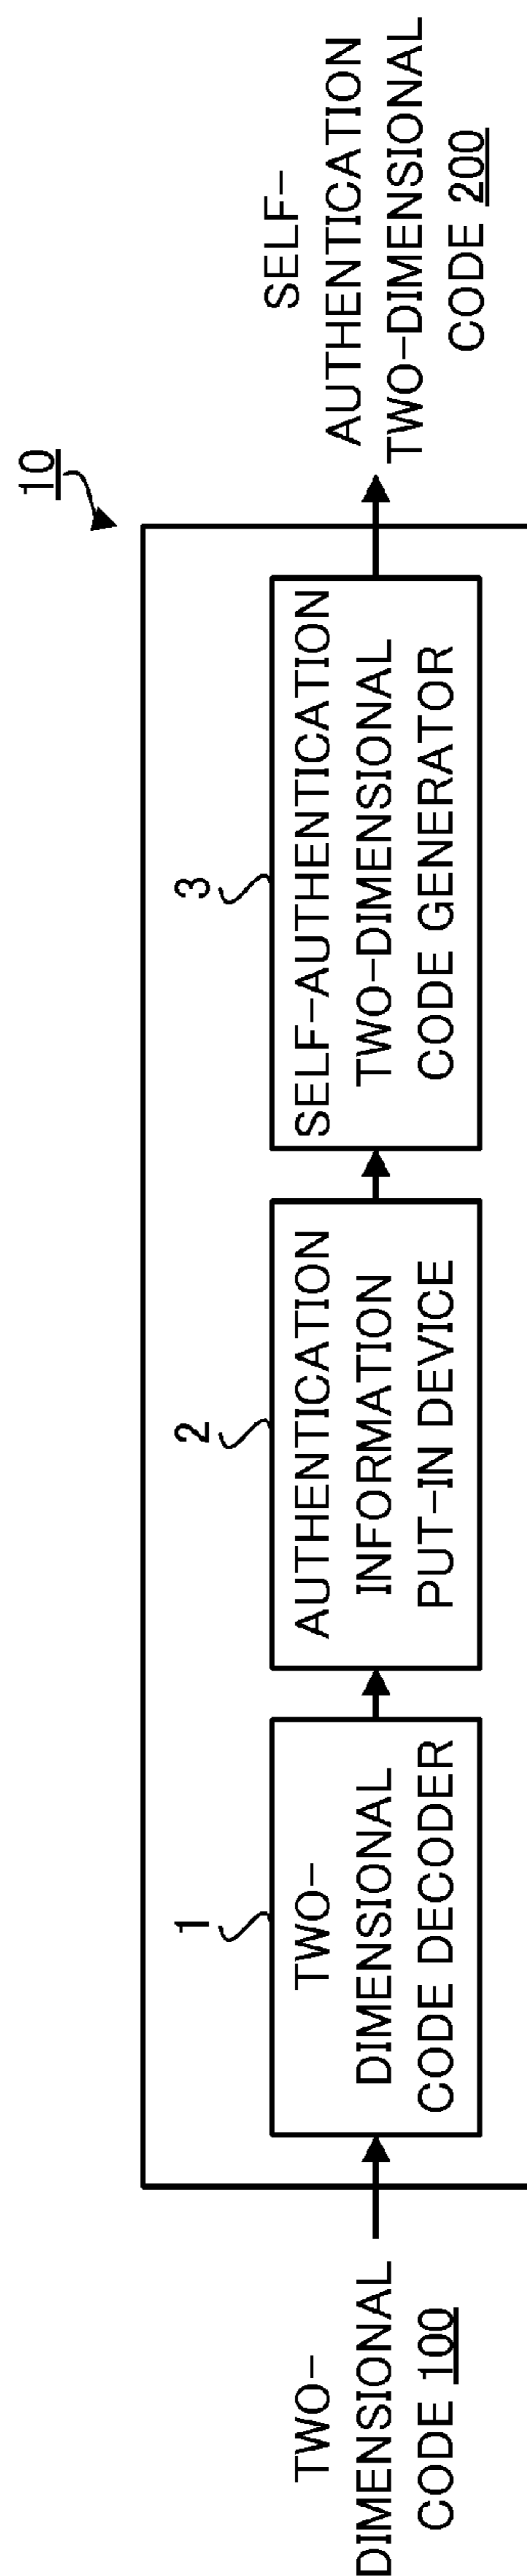 10
TWO-
DIMENSIONAL
CODE 100
1
TWO-
DIMENSIONAL
CODE DECODER
2
AUTHENTICATION
INFORMATION
PUT-IN DEVICE
3
SELF-AUTHENTICATION
TWO-DIMENSIONAL
CODE GENERATOR
SELF-
AUTHENTICATION
TWO-DIMENSIONAL
CODE 200